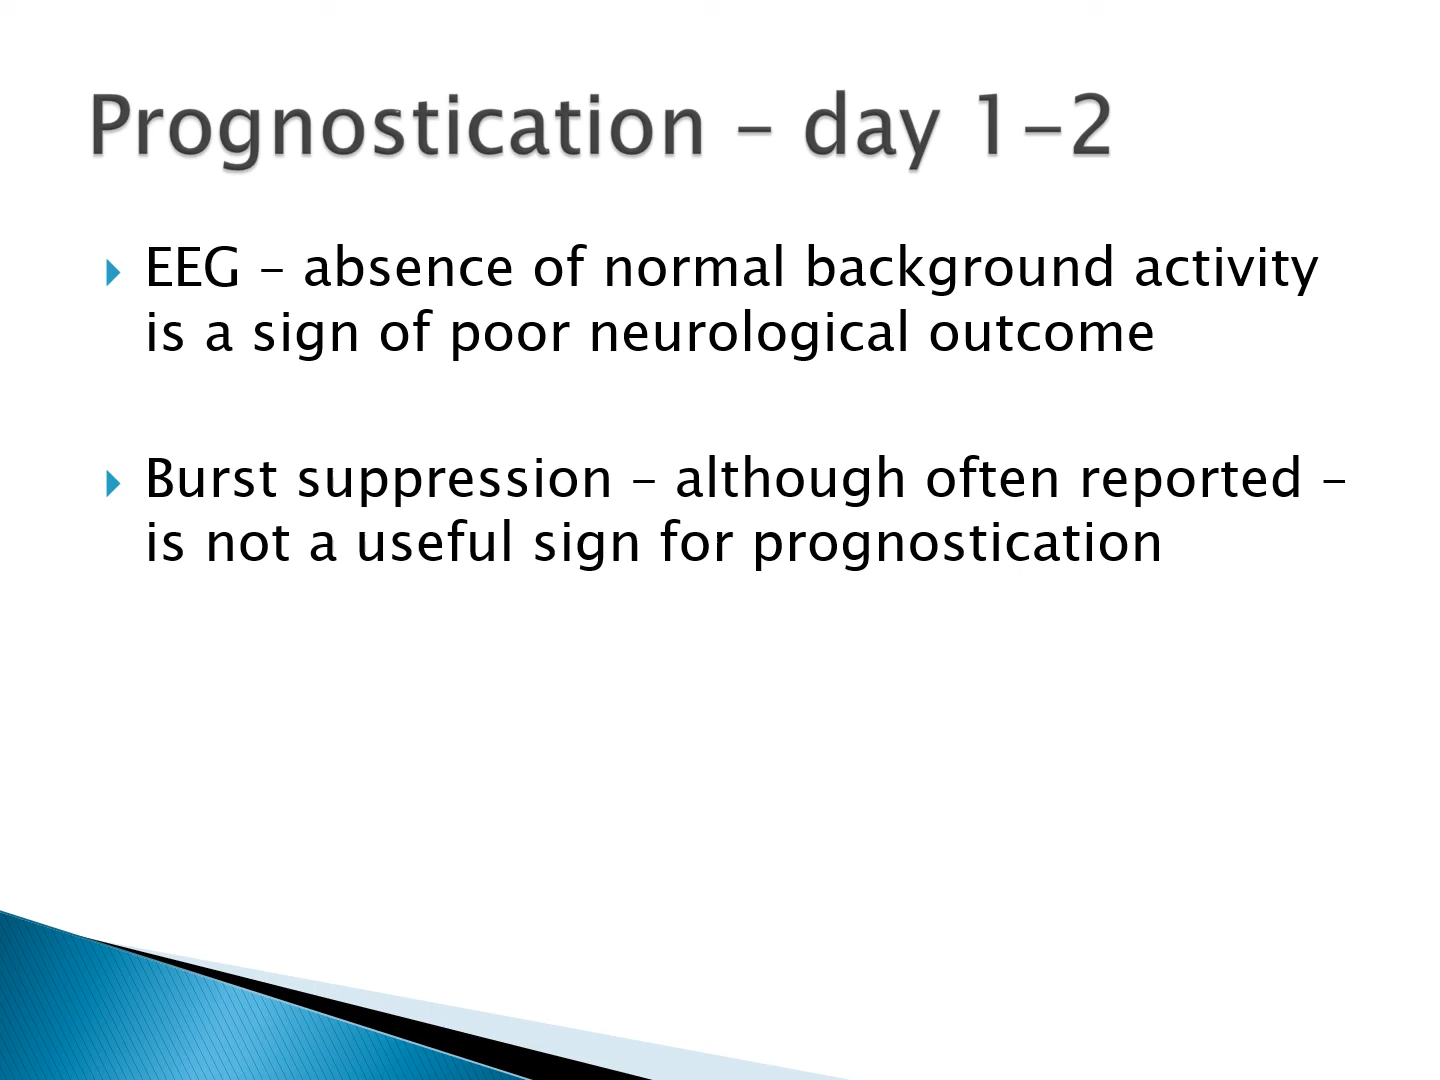 Prognostication - day 1-2
EEG – absence of normal background activity
is a sign of poor neurological outcome
Burst suppression – although often reported –
is not a useful sign for prognostication